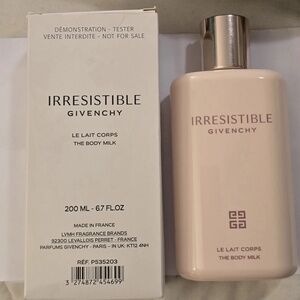 DÉMONSTRATION - TESTER
VENTE INTERDITE - NOT FOR SALE
IRRESISTIBLE
GIVENCHY
LE LAIT CORPS
THE BODY MILK
200 ML - 6.7 FL.OZ
MADE IN FRANCE
LVMH FRAGRANCE BRANDS
92300 LEVALLOIS PERRET - FRANCE
PARFUMS GIVENCHY - PARIS - IN UK: KT12 4NH
RÉF. P535203
3 274872 454699
IRRESISTIBLE
GIVENCHY
LE LAIT CORPS
THE BODY MILK